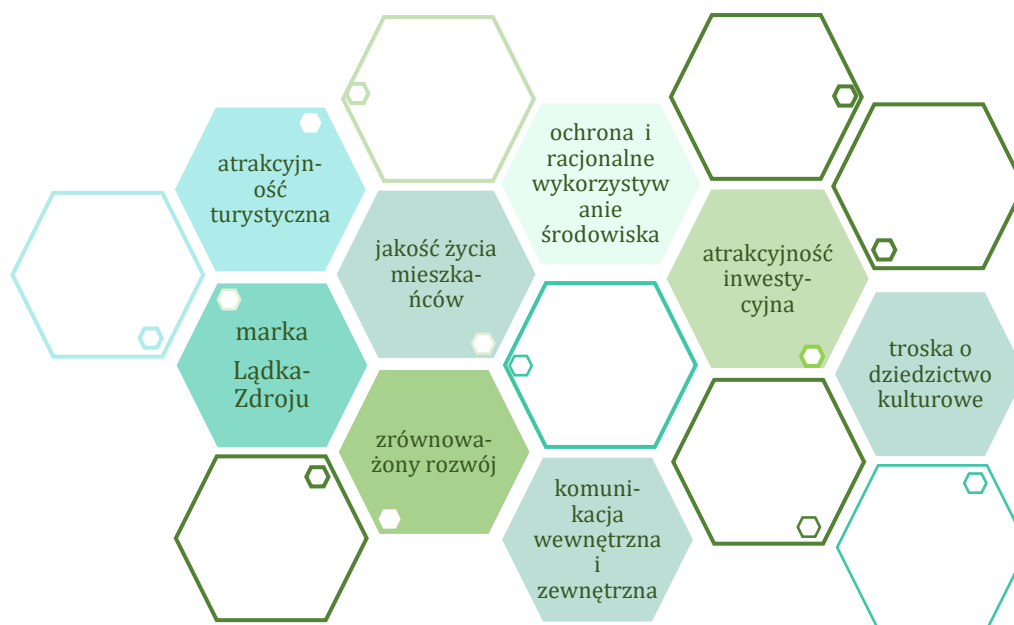 atrakcyjn-
ość
turystyczna
jakość życia
mieszka-
ńców
ochrona i
racjonalne
wykorzystyw
anie
środowiska
atrakcyjność
inwesty-
cyjna
marka
Lądka-
Zdroju
troska o
dziedzictwo
kulturowe
zrównowa-
żony rozwój
komuni-
kacja
wewnętrzna
i
zewnętrzna